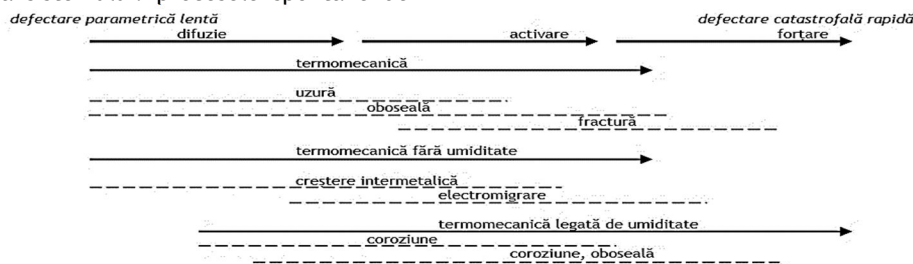 defectare parametrică lentă defectare catastrofală rapidă
difuzie activare forțare
termomecanică
uzură
oboseală
fractură
termomecanică fără umiditate
creștere intermetalică
electromigrare
termomecanică legată de umiditate
coroziune
coroziune, oboseală